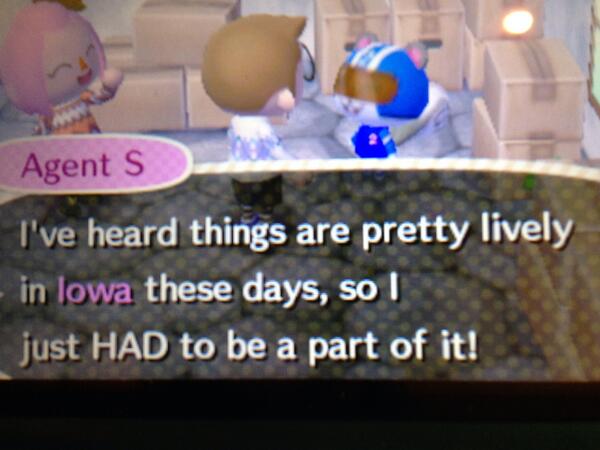 Agent S
I've heard things are pretty lively
in Iowa these days, so I
just HAD to be a part of it!
2